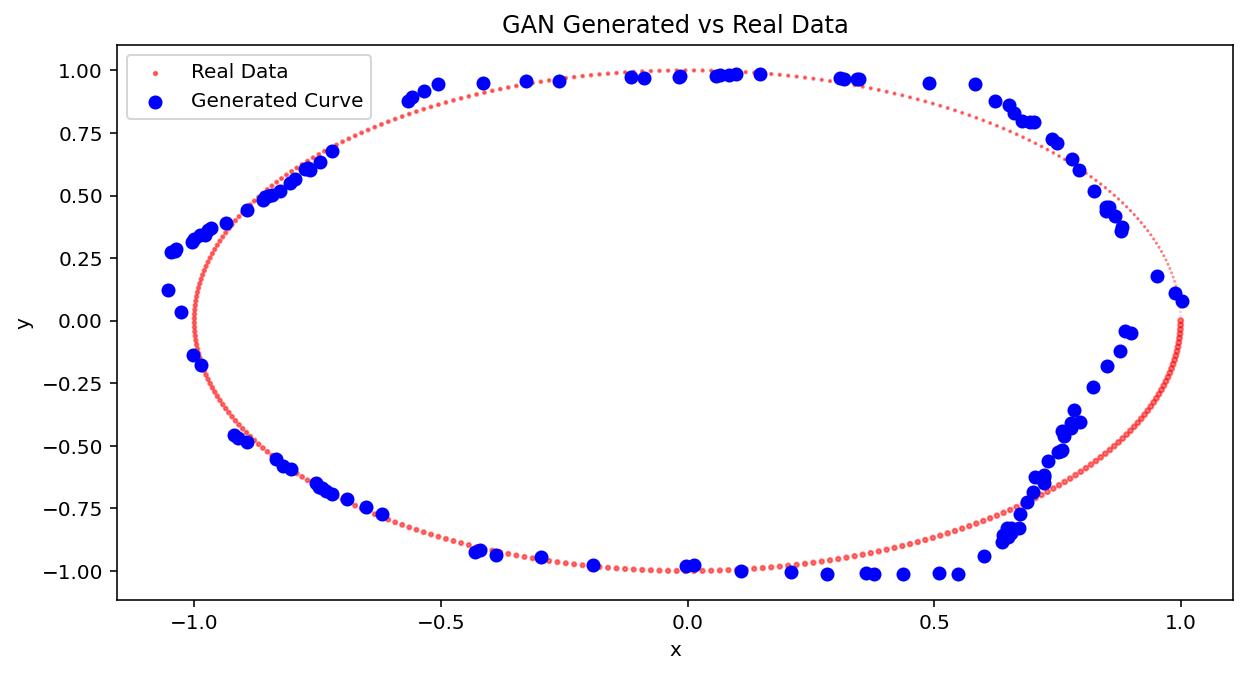 GAN Generated vs Real Data
Real Data
Generated Curve
1.00
0.75
0.50
0.25
0.00
−0.25
−0.50
−0.75
−1.00
y
−1.0 −0.5 0.0 0.5 1.0
x